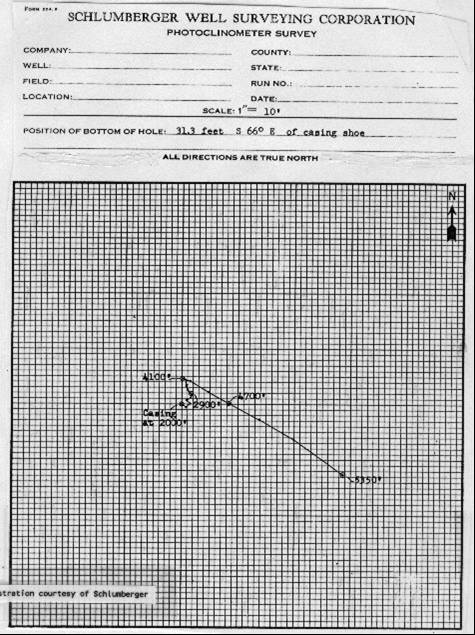 SCHLUMBERGER WELL SURVEYING CORPORATION
PHOTOCLINOMETER SURVEY
COMPANY: COUNTY:
WELL: STATE:
FIELD: RUN NO.:
LOCATION: DATE:
SCALE: 1"= 10'
POSITION OF BOTTOM OF HOLE: 31.3 feet S 66° E of casing shoe
ALL DIRECTIONS ARE TRUE NORTH
N
4100'
4700'
2900'
Casing
at 2000'
5350'
stration courtesy of Schlumberger